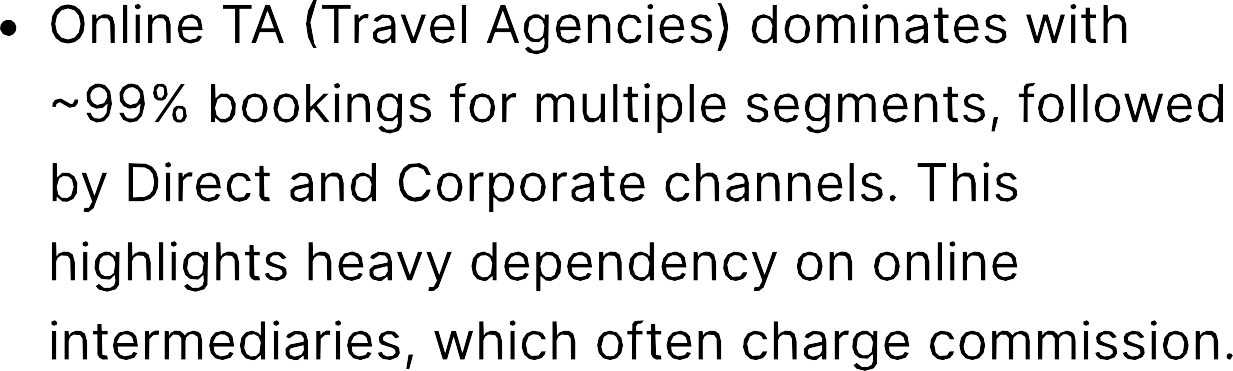 • Online TA (Travel Agencies) dominates with
~99% bookings for multiple segments, followed
by Direct and Corporate channels. This
highlights heavy dependency on online
intermediaries, which often charge commission.